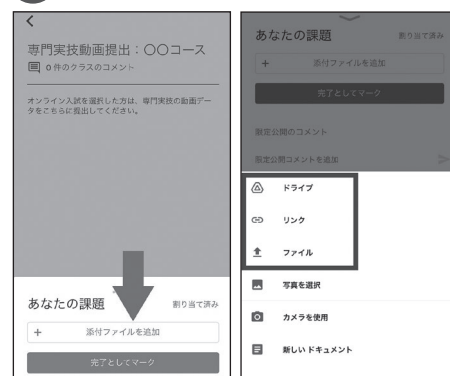 専門実技動画提出：〇〇コース
0 件のクラスのコメント
オンライン入試を選択した方は、専門実技の動画デー
タをこちらに提出してください。
あなたの課題
割り当て済み
+ 添付ファイルを追加
完了としてマーク
あなたの課題
割り当て済み
+ 添付ファイルを追加
完了としてマーク
限定公開のコメント
限定公開コメントを追加
ドライブ
リンク
ファイル
写真を選択
カメラを使用
新しいドキュメント